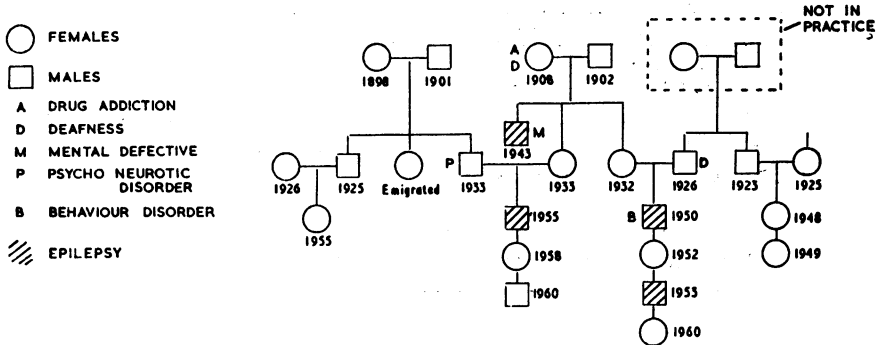 NOT IN
PRACTICE
FEMALES
MALES
A DRUG ADDICTION
D DEAFNESS
M MENTAL DEFECTIVE
P PSYCHO NEUROTIC
DISORDER
B BEHAVIOUR DISORDER
EPILEPSY
1898
1901
A
D
1908
1902
M
1943
1926
1925
Emigrated
P
1933
1933
1932
1926
D
1923
1925
1955
1955
1958
1960
B
1950
1952
1953
1960
1948
1949